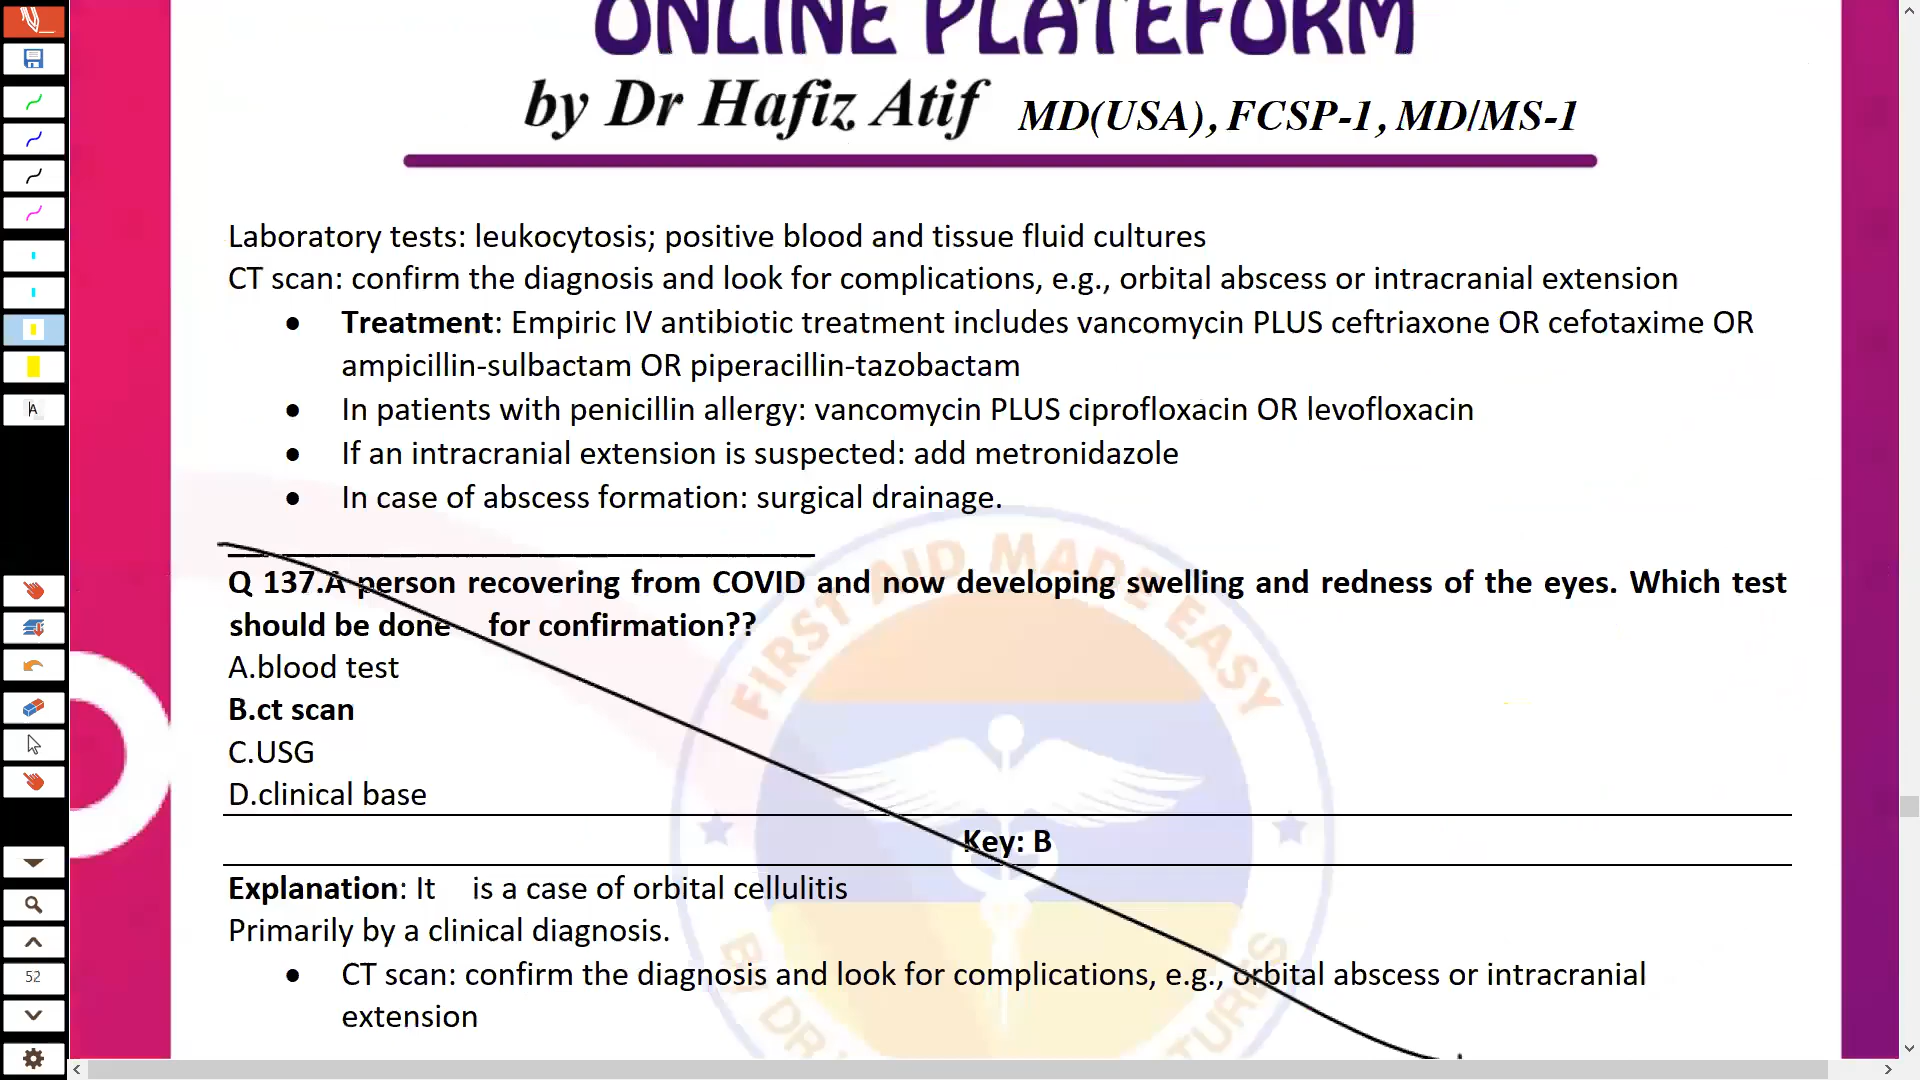 ONLINE PLATEFORM
by Dr Hafiz Atif MD(USA), FCSP-1, MD/MS-1
Laboratory tests: leukocytosis; positive blood and tissue fluid cultures
CT scan: confirm the diagnosis and look for complications, e.g., orbital abscess or intracranial extension
• Treatment: Empiric IV antibiotic treatment includes vancomycin PLUS ceftriaxone OR cefotaxime OR
ampicillin-sulbactam OR piperacillin-tazobactam
• In patients with penicillin allergy: vancomycin PLUS ciprofloxacin OR levofloxacin
• If an intracranial extension is suspected: add metronidazole
• In case of abscess formation: surgical drainage.
Q 137.A person recovering from COVID and now developing swelling and redness of the eyes. Which test
should be done for confirmation??
A.blood test
B.ct scan
C.USG
D.clinical base
Key: B
Explanation: It is a case of orbital cellulitis
Primarily by a clinical diagnosis.
• CT scan: confirm the diagnosis and look for complications, e.g., orbital abscess or intracranial
extension
FIRST AID MADE EASY
BY DR
A
52